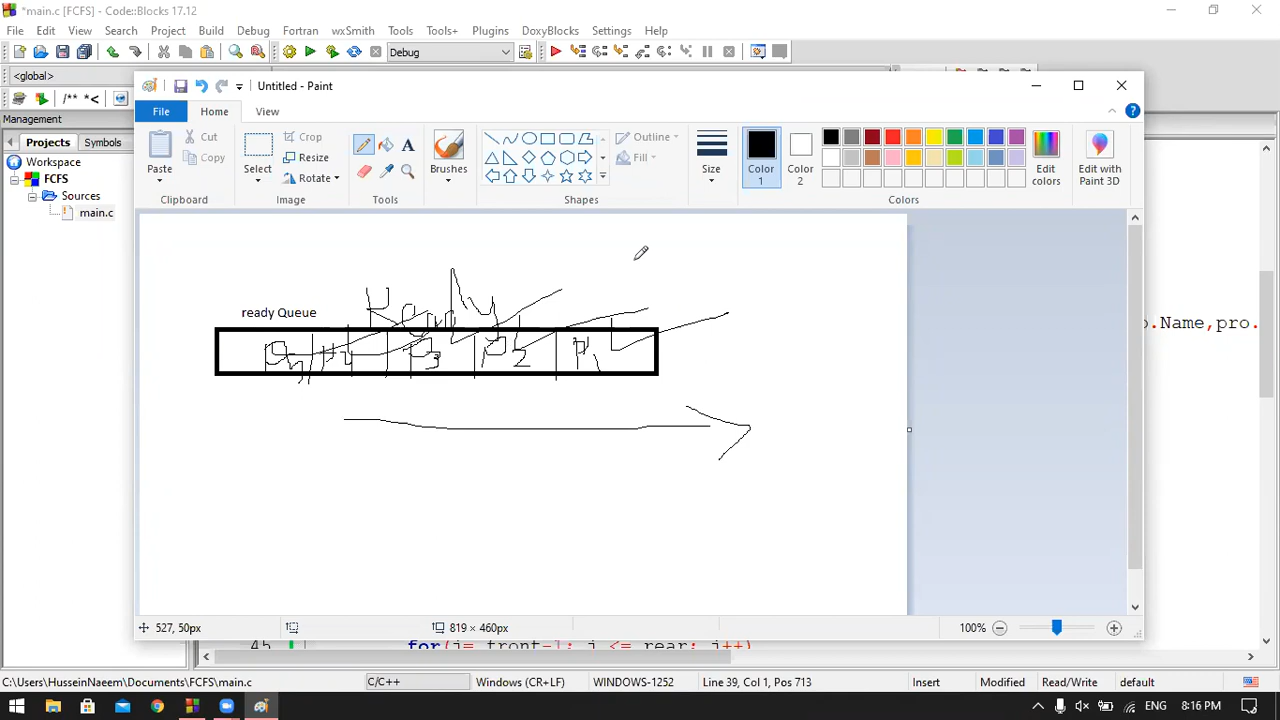 *main.c [FCFS] - Code::Blocks 17.12
File Edit View Search Project Build Debug Fortran wxSmith Tools Tools+ Plugins DoxyBlocks Settings Help
Debug
<global>
/** *<
Management
Projects Symbols
Workspace
FCFS
Sources
main.c
Untitled - Paint
File Home View
Paste
Cut
Copy
Clipboard
Select
Crop
Resize
Rotate
Image
A
Tools
Brushes
Outline
Fill
Shapes
Size
Color 1
Color 2
Edit colors
Colors
Edit with Paint 3D
Ready
ready Queue
P4 P3 P2 P1
o.Name,pro.
527, 50px
819 × 460px
100%
45 for(i= front-1; i <= rear; i++)
C:\Users\HusseinNaeem\Documents\FCFS\main.c
C/C++
Windows (CR+LF)
WINDOWS-1252
Line 39, Col 1, Pos 713
Insert
Modified
Read/Write
default
ENG
8:16 PM